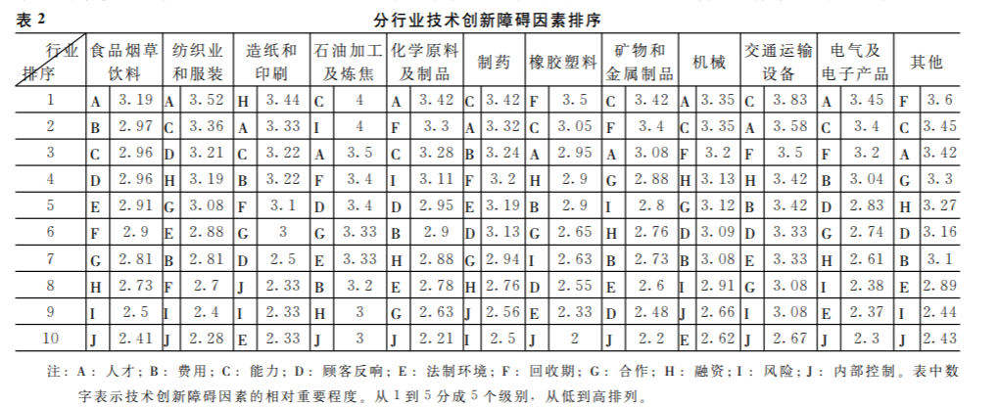 表 2 分行业技术创新障碍因素排序
行业 食品烟草 纺织业 造纸和 石油加工 化学原料 制药 橡胶塑料 矿物和 机械 交通运输 电气及 其他
排序 饮料 和服装 印刷 及炼焦 及制品 金属制品 设备 电子产品
1 A 3.19 A 3.52 H 3.44 C 4 A 3.42 C 3.42 F 3.5 C 3.42 A 3.35 C 3.83 A 3.45 F 3.6
2 B 2.97 C 3.36 A 3.33 I 4 F 3.3 A 3.32 C 3.05 F 3.4 C 3.35 A 3.58 C 3.4 C 3.45
3 C 2.96 D 3.21 C 3.22 A 3.5 C 3.28 B 3.24 A 2.95 A 3.08 F 3.2 F 3.5 F 3.2 A 3.42
4 D 2.96 H 3.19 B 3.22 F 3.4 I 3.11 F 3.2 H 2.9 G 2.88 H 3.13 H 3.42 B 3.04 G 3.3
5 E 2.91 G 3.08 F 3.1 D 3.4 D 2.95 E 3.19 B 2.9 I 2.8 G 3.12 B 3.42 D 2.83 H 3.27
6 F 2.9 E 2.88 G 3 G 3.33 B 2.9 D 3.13 G 2.65 H 2.76 D 3.09 D 3.33 G 2.74 D 3.16
7 G 2.81 B 2.81 D 2.5 E 3.33 H 2.88 G 2.94 I 2.63 B 2.73 B 3.08 E 3.33 H 2.61 B 3.1
8 H 2.73 F 2.7 J 2.33 B 3.2 E 2.78 H 2.76 D 2.55 E 2.6 I 2.91 G 3.08 I 2.38 E 2.89
9 I 2.5 I 2.4 I 2.33 H 3 G 2.63 J 2.56 E 2.33 D 2.48 J 2.66 I 3.08 E 2.37 I 2.44
10 J 2.41 J 2.28 E 2.33 J 3 J 2.21 I 2.5 J 2 J 2.2 E 2.62 J 2.67 J 2.3 J 2.43
注: A : 人才; B : 费用; C : 能力; D : 顾客反响; E : 法制环境; F : 回收期; G : 合作; H : 融资; I : 风险; J : 内部控制。表中数
字表示技术创新障碍因素的相对重要程度。从 1 到 5 分成 5 个级别, 从低到高排列。